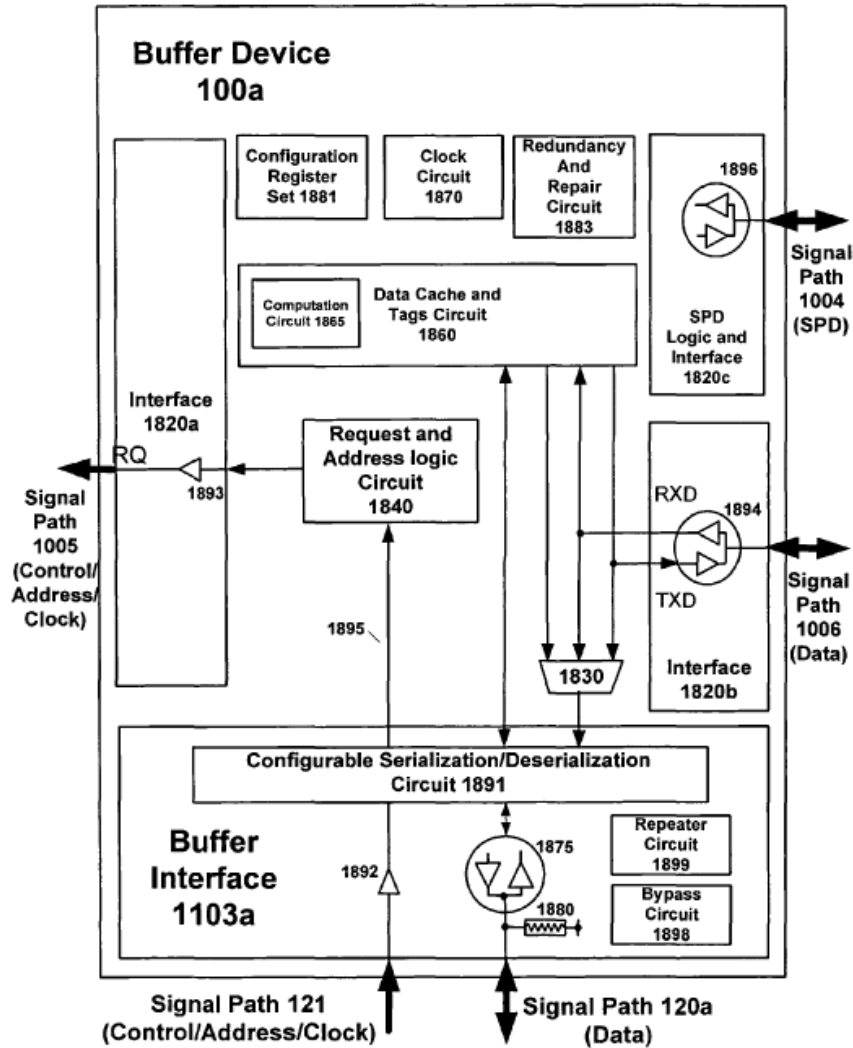 Buffer Device
100a
Configuration
Register
Set 1881
Clock
Circuit
1870
Redundancy
And
Repair
Circuit
1883
1896
Signal
Path
1004
(SPD)
SPD
Logic and
Interface
1820c
Computation
Circuit 1865
Data Cache and
Tags Circuit
1860
Interface
1820a
RQ
1893
Signal
Path
1005
(Control/
Address/
Clock)
Request and
Address logic
Circuit
1840
RXD
1894
TXD
Signal
Path
1006
(Data)
1895
1830
Interface
1820b
Configurable Serialization/Deserialization
Circuit 1891
Buffer
Interface
1103a
1892
1875
1880
Repeater
Circuit
1899
Bypass
Circuit
1898
Signal Path 121
(Control/Address/Clock)
Signal Path 120a
(Data)